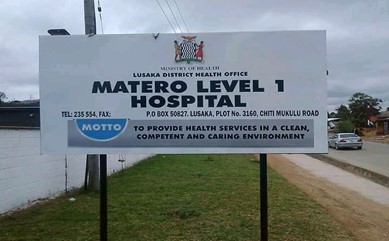 MINISTRY OF HEALTH
LUSAKA DISTRICT HEALTH OFFICE
MATERO LEVEL 1
HOSPITAL
TEL: 235 554, FAX: P.O BOX 50827. LUSAKA, PLOT No. 3160, CHITI MUKULU ROAD
MOTTO TO PROVIDE HEALTH SERVICES IN A CLEAN,
COMPETENT AND CARING ENVIRONMENT